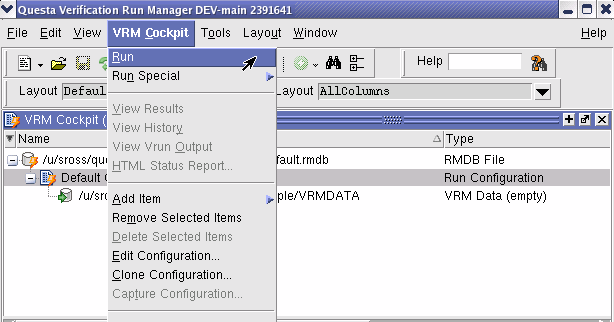 Questa Verification Run Manager DEV-main 2391641
File Edit View VRM Cockpit Tools Layout Window
Run
Help
Run Special
Layout Defau Layout AllColumns
View Results
VRM Cockpit (
View History
Name Type
View Vrun Output
/u/sross/que fault.rmdb RMDB File
HTML Status Report...
Default C Run Configuration
/u/sro ple/VRMDATA VRM Data (empty)
Add Item
Remove Selected Items
Delete Selected Items
Edit Configuration...
Clone Configuration...
Capture Configuration...